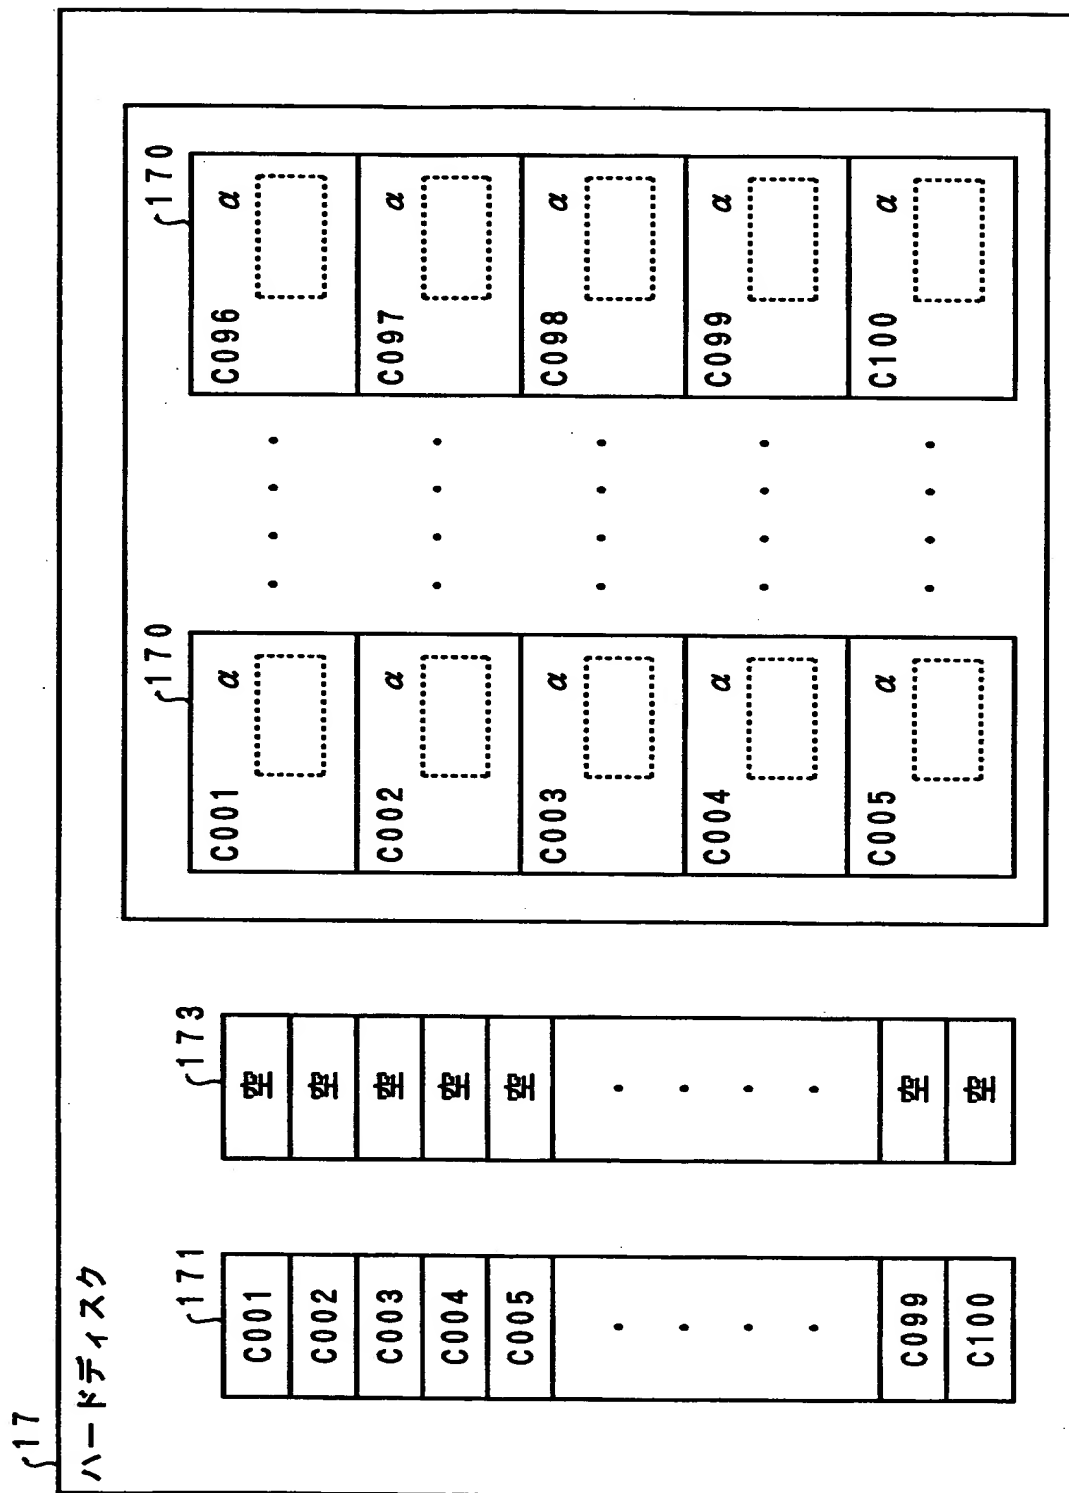 17
ハードディスク
171
C001
C002
C003
C004
C005
C099
C100
173
空
空
空
空
空
空
空
170
C001 α
C002 α
C003 α
C004 α
C005 α
170
C096 α
C097 α
C098 α
C099 α
C100 α